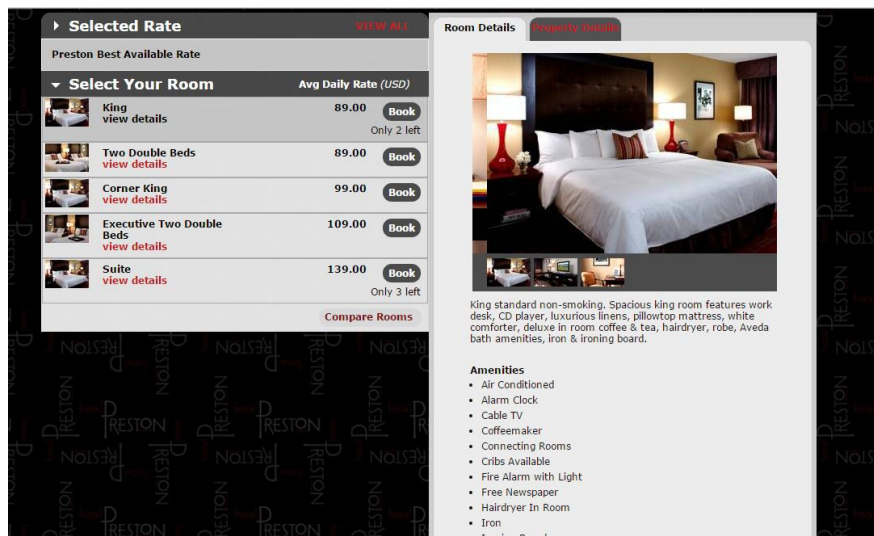 Selected Rate
VIEW ALL
Preston Best Available Rate
Select Your Room
Avg Daily Rate (USD)
King
view details
89.00
Book
Only 2 left
Two Double Beds
view details
89.00
Book
Corner King
view details
99.00
Book
Executive Two Double
Beds
view details
109.00
Book
Suite
view details
139.00
Book
Only 3 left
Compare Rooms
Room Details
Property Details
King standard non-smoking. Spacious king room features work
desk, CD player, luxurious linens, pillowtop mattress, white
comforter, deluxe in room coffee & tea, hairdryer, robe, Aveda
bath amenities, iron & ironing board.
Amenities
• Air Conditioned
• Alarm Clock
• Cable TV
• Coffeemaker
• Connecting Rooms
• Cribs Available
• Fire Alarm with Light
• Free Newspaper
• Hairdryer In Room
• Iron
PRESTON
PRESTON
PRESTON
PRESTON